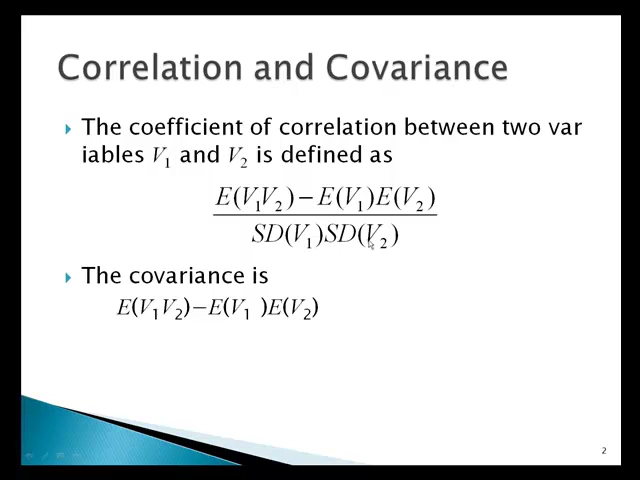 Correlation and Covariance
The coefficient of correlation between two var
iables V₁ and V₂ is defined as
E(V₁V₂) − E(V₁)E(V₂)
SD(V₁)SD(V₂)
The covariance is
E(V₁V₂)−E(V₁ )E(V₂)
2